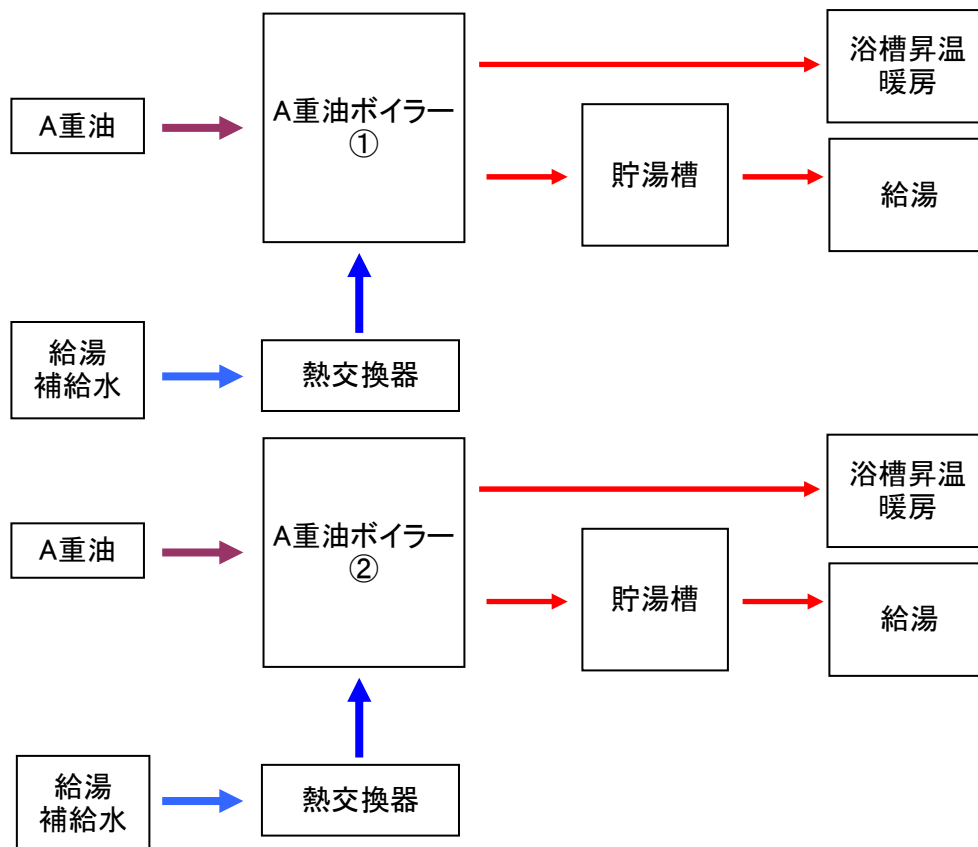 浴槽昇温
暖房
A重油
A重油ボイラー
①
貯湯槽
給湯
給湯
補給水
熱交換器
浴槽昇温
暖房
A重油
A重油ボイラー
②
貯湯槽
給湯
給湯
補給水
熱交換器